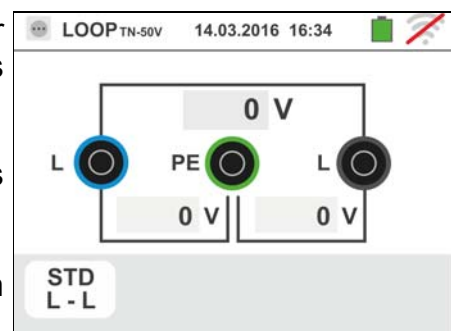 LOOP TN-50V 14.03.2016 16:34
0 V
L PE L
0 V 0 V
STD
L - L